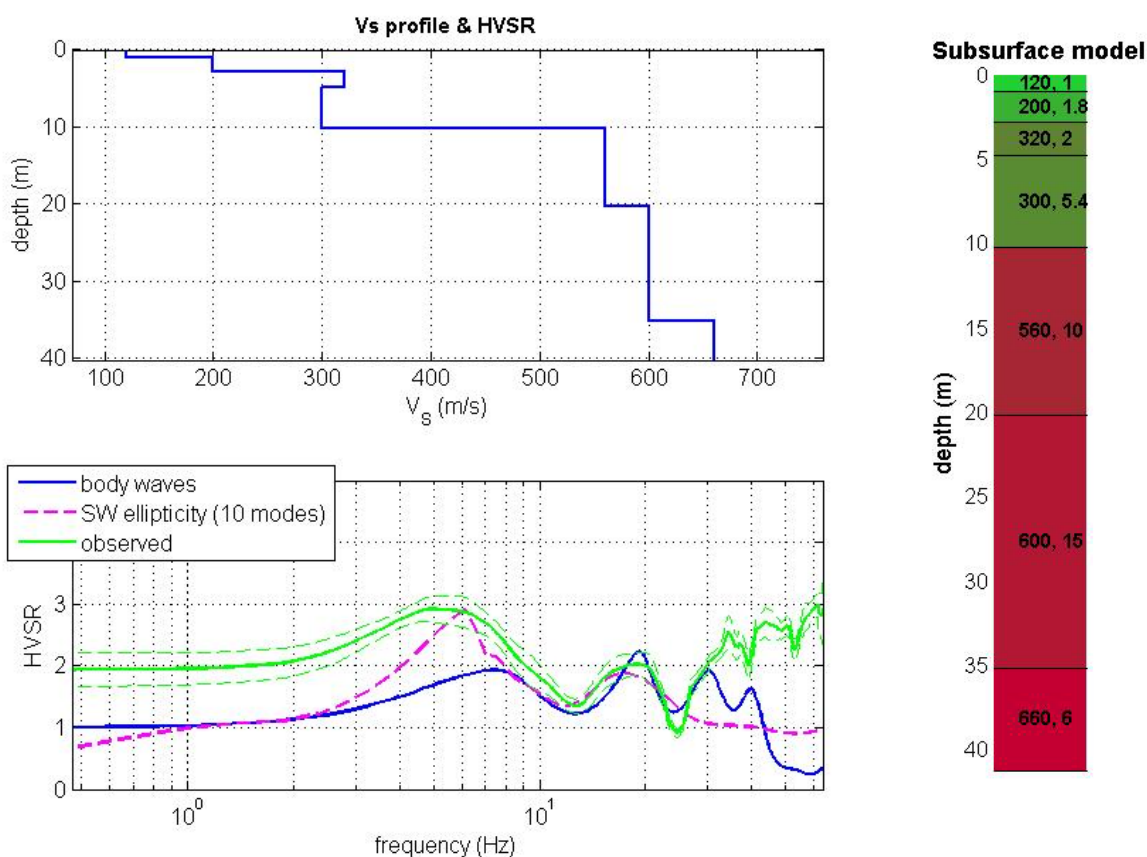 Vs profile & HVSR
0
10
20
30
40
depth (m)
100 200 300 400 500 600 700
V_S (m/s)
body waves
SW ellipticity (10 modes)
observed
3
2
1
0
HVSR
10^0 10^1
frequency (Hz)
Subsurface model
0
5
10
15
20
25
30
35
40
depth (m)
120, 1
200, 1.8
320, 2
300, 5.4
560, 10
600, 15
660, 6